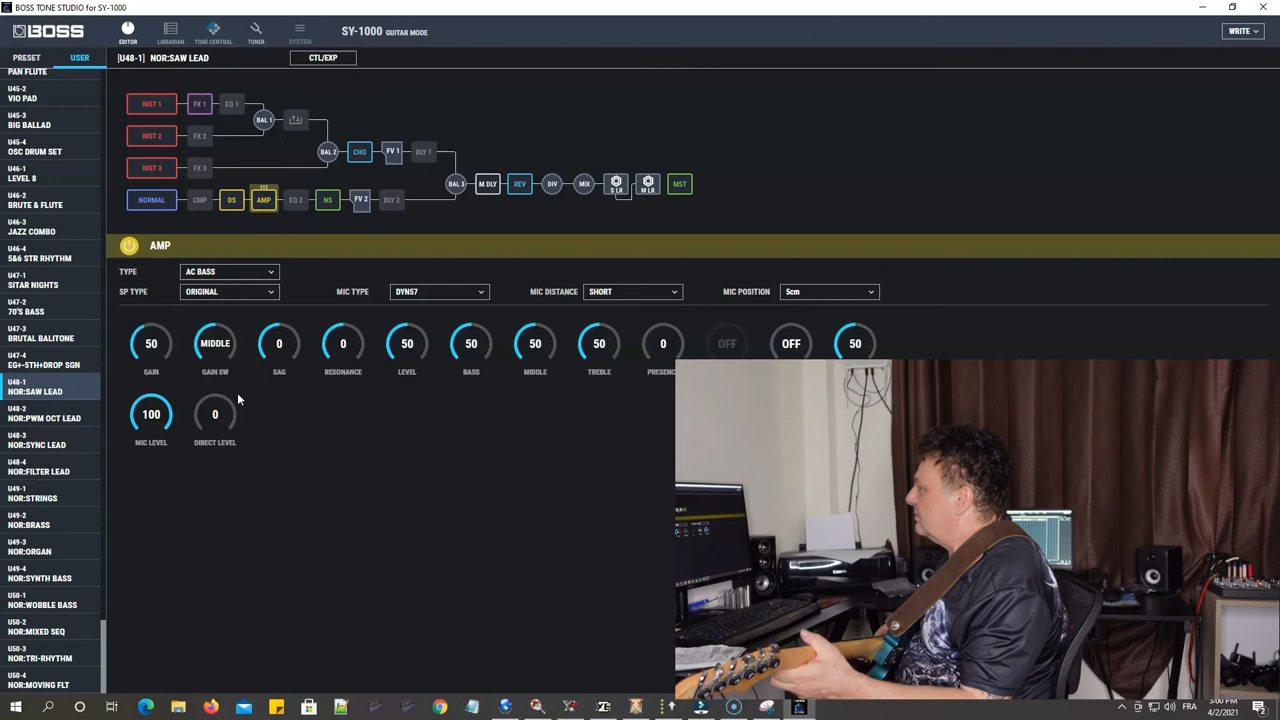 BOSS TONE STUDIO for SY-1000
BOSS
EDITOR
LIBRARIAN
TONE CENTRAL
TUNER
SYSTEM
SY-1000 GUITAR MODE
WRITE
PRESET
USER
[U48-1] NOR:SAW LEAD
CTL/EXP
PAN FLUTE
U45-2
VIO PAD
U45-3
BIG BALLAD
U45-4
OSC DRUM SET
U46-1
LEVEL 8
U46-2
BRUTE & FLUTE
U46-3
JAZZ COMBO
U46-4
5&6 STR RHYTHM
U47-1
SITAR NIGHTS
U47-2
70'S BASS
U47-3
BRUTAL BALITONE
U47-4
EG+-5TH+DROP SGN
U48-1
NOR:SAW LEAD
U48-2
NOR:PWM OCT LEAD
U48-3
NOR:SYNC LEAD
U48-4
NOR:FILTER LEAD
U49-1
NOR:STRINGS
U49-2
NOR:BRASS
U49-3
NOR:ORGAN
U49-4
NOR:SYNTH BASS
U50-1
NOR:WOBBLE BASS
U50-2
NOR:MIXED SEQ
U50-3
NOR:TRI-RHYTHM
U50-4
NOR:MOVING FLT
INST 1 FX 1 EQ 1
BAL 1
INST 2 FX 2
BAL 2 CHO FV 1 DLY 1
INST 3 FX 3
BAL 3 M DLY REV DIV MIX S LR M LR MST
NORMAL CMP DS AMP EQ 2 NS FV 2 DLY 2
AMP
TYPE AC BASS
SP TYPE ORIGINAL MIC TYPE DYN57 MIC DISTANCE SHORT MIC POSITION 5cm
50 MIDDLE 0 0 50 50 50 50 0 OFF OFF 50
GAIN GAIN SW SAG RESONANCE LEVEL BASS MIDDLE TREBLE
100 0
MIC LEVEL DIRECT LEVEL
FRA
3:00 PM
4/2/2021